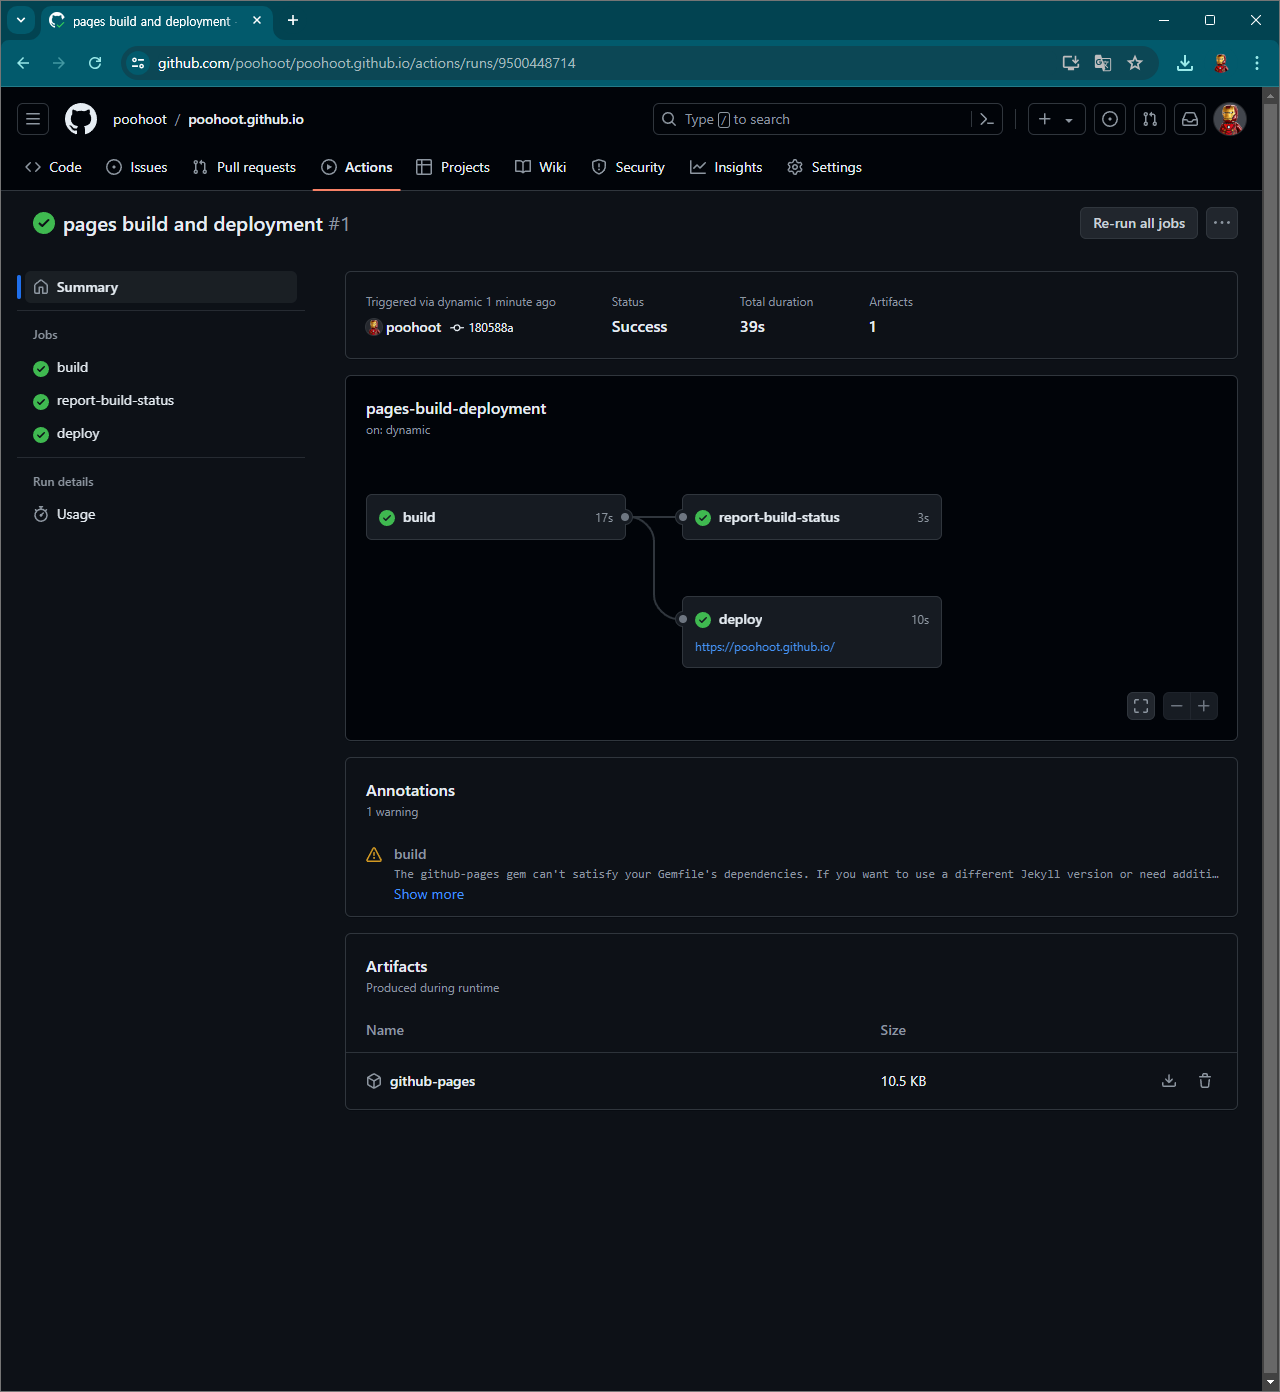 pages build and deployment
github.com/poohoot/poohoot.github.io/actions/runs/9500448714
poohoot / poohoot.github.io
Type / to search
Code
Issues
Pull requests
Actions
Projects
Wiki
Security
Insights
Settings
pages build and deployment #1
Re-run all jobs
Summary
Jobs
build
report-build-status
deploy
Run details
Usage
Triggered via dynamic 1 minute ago
poohoot 180588a
Status
Success
Total duration
39s
Artifacts
1
pages-build-deployment
on: dynamic
build 17s
report-build-status 3s
deploy 10s
https://poohoot.github.io/
Annotations
1 warning
build
The github-pages gem can't satisfy your Gemfile's dependencies. If you want to use a different Jekyll version or need additi…
Show more
Artifacts
Produced during runtime
Name Size
github-pages 10.5 KB